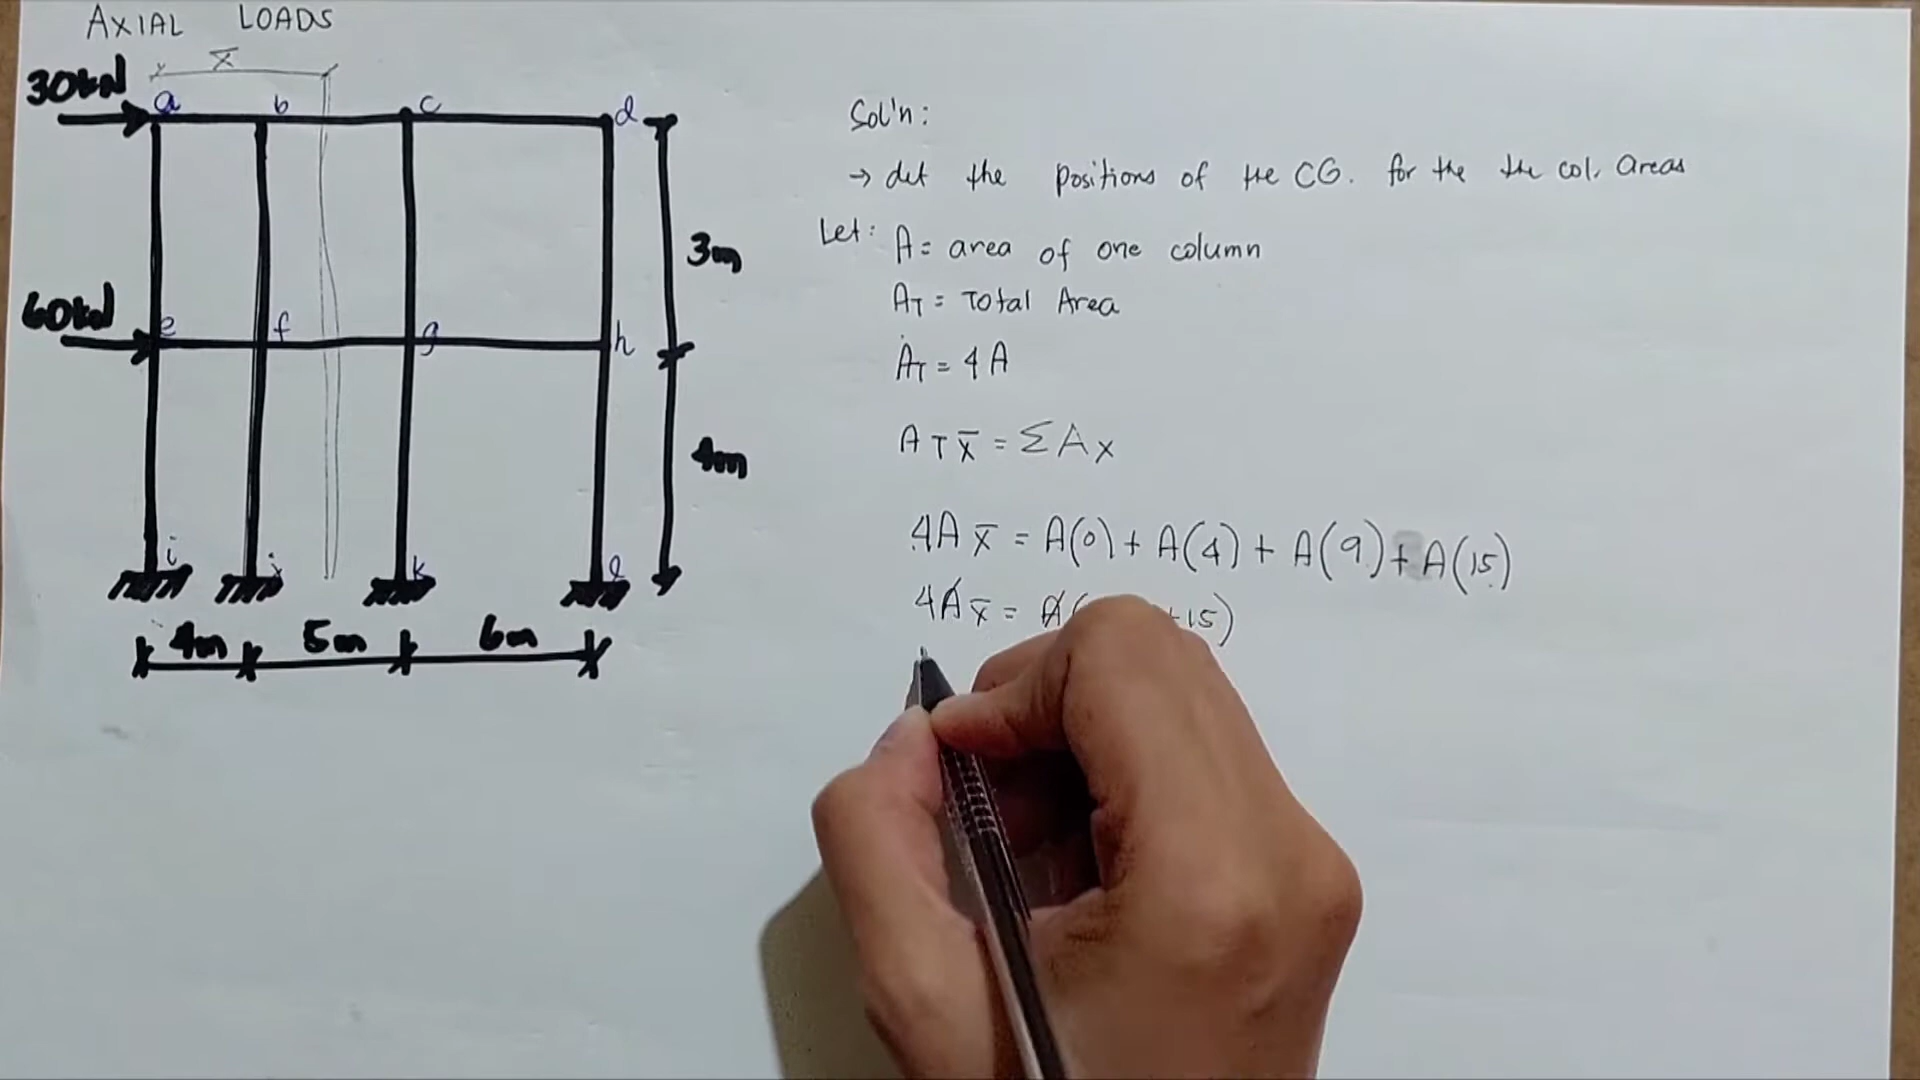 AXIAL LOADS
x̄
30kN
a b c d
3m
60kN
e f g h
4m
i j k l
4m 5m 6m
Sol'n:
→ det the positions of the CG. for the the col. areas
Let: A = area of one column
AT = Total Area
AT = 4A
AT x̄ = ΣAx
4A x̄ = A(0) + A(4) + A(9) + A(15)
4A x̄ = A( +15)